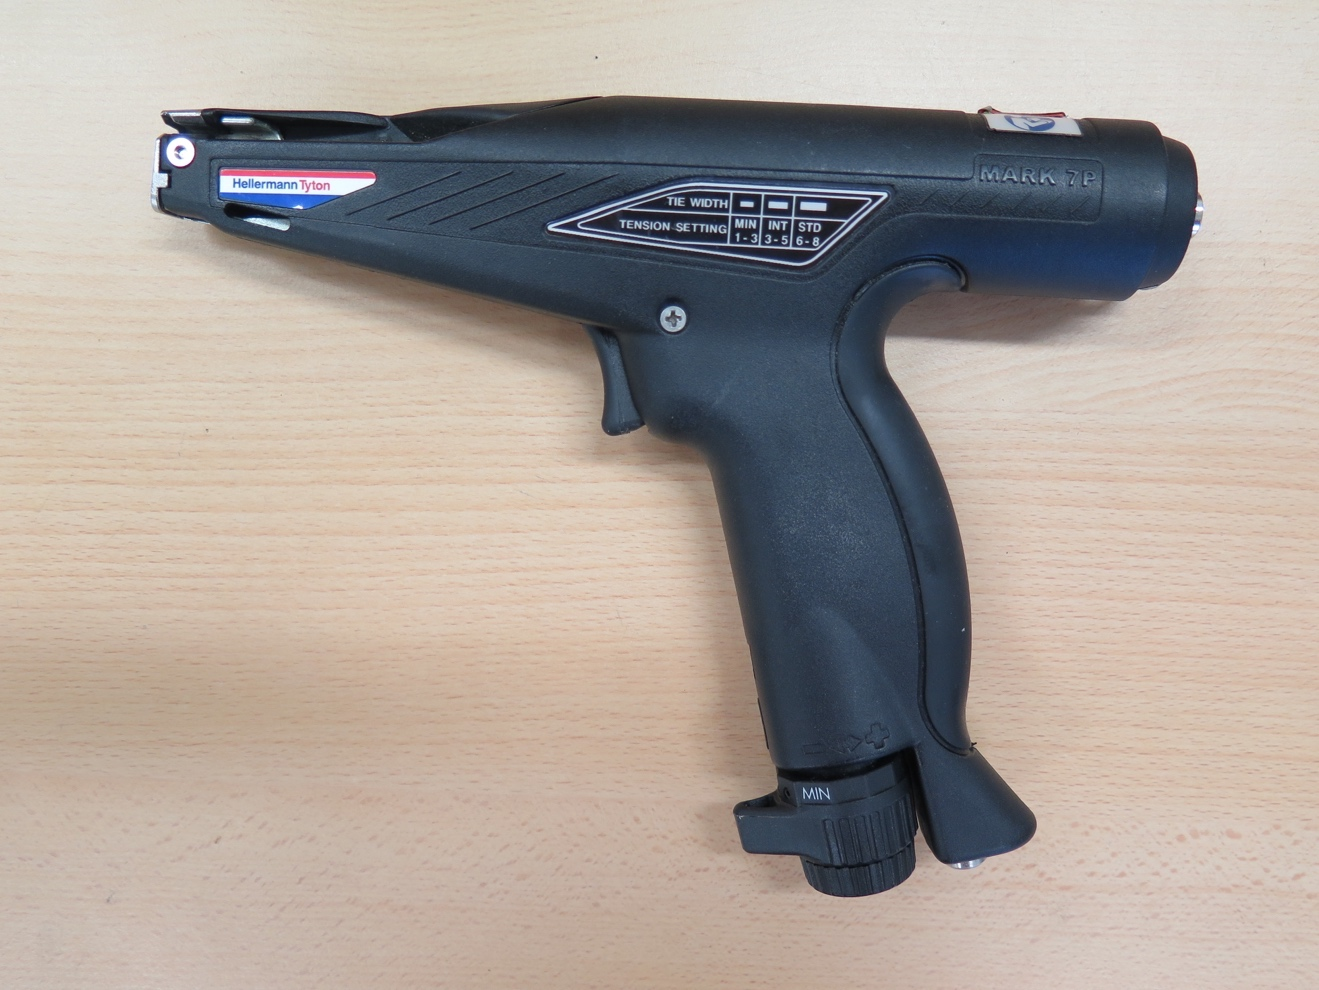 HellermannTyton
MARK 7P
TIE WIDTH
TENSION SETTING MIN INT STD
1-3 3-5 6-8
MIN